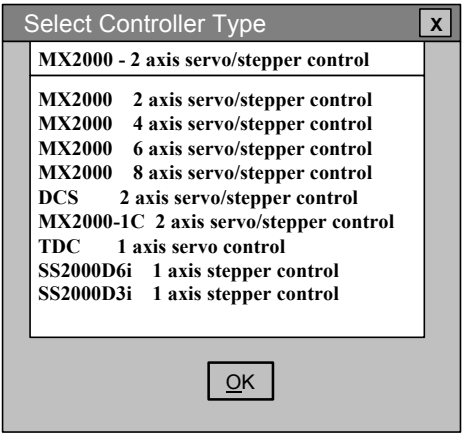 Select Controller Type X
MX2000 - 2 axis servo/stepper control
MX2000 2 axis servo/stepper control
MX2000 4 axis servo/stepper control
MX2000 6 axis servo/stepper control
MX2000 8 axis servo/stepper control
DCS 2 axis servo/stepper control
MX2000-1C 2 axis servo/stepper control
TDC 1 axis servo control
SS2000D6i 1 axis stepper control
SS2000D3i 1 axis stepper control
OK